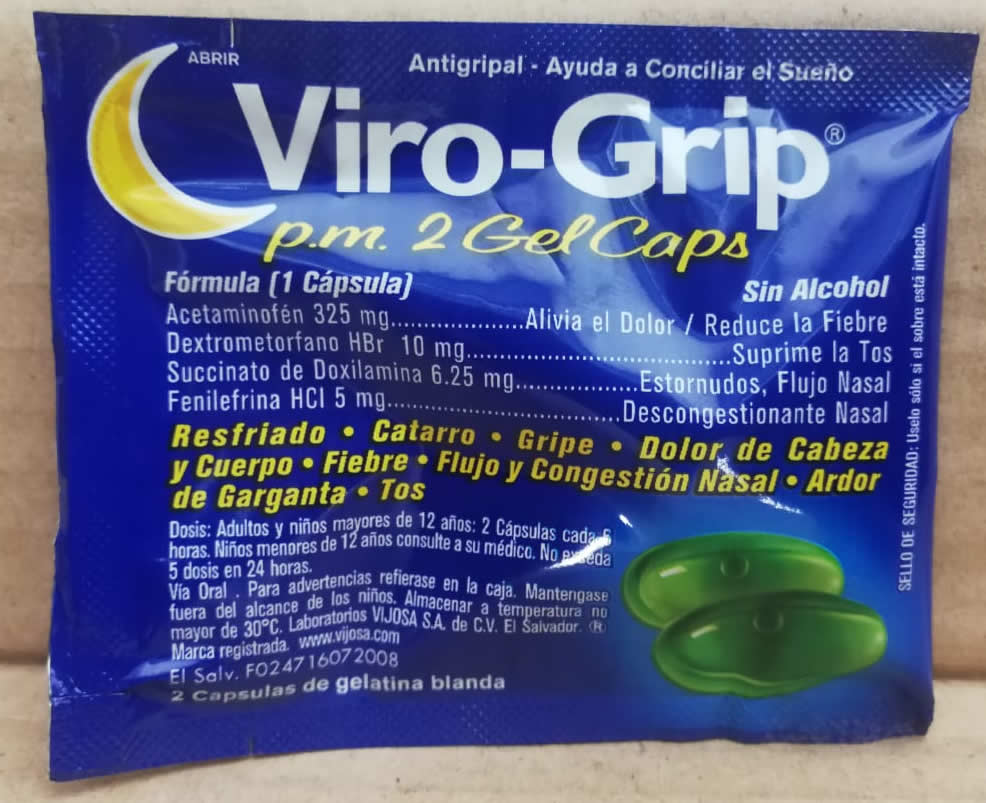 ABRIR
Antigripal - Ayuda a Conciliar el Sueño
Viro-Grip®
p.m. 2 GelCaps
Fórmula (1 Cápsula)
Sin Alcohol
Acetaminofén 325 mg......................Alivia el Dolor / Reduce la Fiebre
Dextrometorfano HBr 10 mg...................................Suprime la Tos
Succinato de Doxilamina 6.25 mg................Estornudos, Flujo Nasal
Fenilefrina HCl 5 mg...............................Descongestionante Nasal
Resfriado • Catarro • Gripe • Dolor de Cabeza
y Cuerpo • Fiebre • Flujo y Congestión Nasal • Ardor
de Garganta • Tos
Dosis: Adultos y niños mayores de 12 años: 2 Cápsulas cada 6
horas. Niños menores de 12 años consulte a su médico. No exceda
5 dosis en 24 horas.
Vía Oral . Para advertencias refierase en la caja. Mantengase
fuera del alcance de los niños. Almacenar a temperatura no
mayor de 30°C. Laboratorios VIJOSA S.A. de C.V. El Salvador. ®
Marca registrada. www.vijosa.com
El Salv. F024716072008
2 Capsulas de gelatina blanda
SELLO DE SEGURIDAD: Uselo sólo si el sobre está intacto.